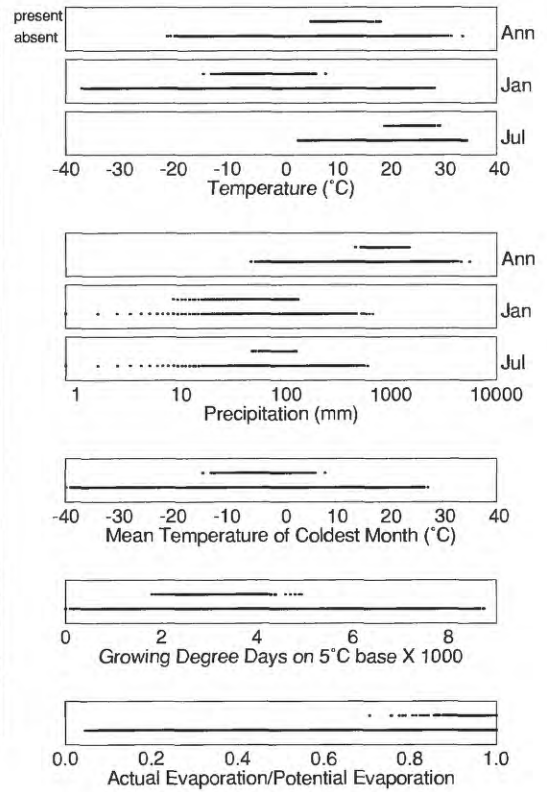 present
absent
Ann
Jan
Jul
-40 -30 -20 -10 0 10 20 30 40
Temperature (°C)
Ann
Jan
Jul
1 10 100 1000 10000
Precipitation (mm)
-40 -30 -20 -10 0 10 20 30 40
Mean Temperature of Coldest Month (°C)
0 2 4 6 8
Growing Degree Days on 5°C base X 1000
0.0 0.2 0.4 0.6 0.8 1.0
Actual Evaporation/Potential Evaporation